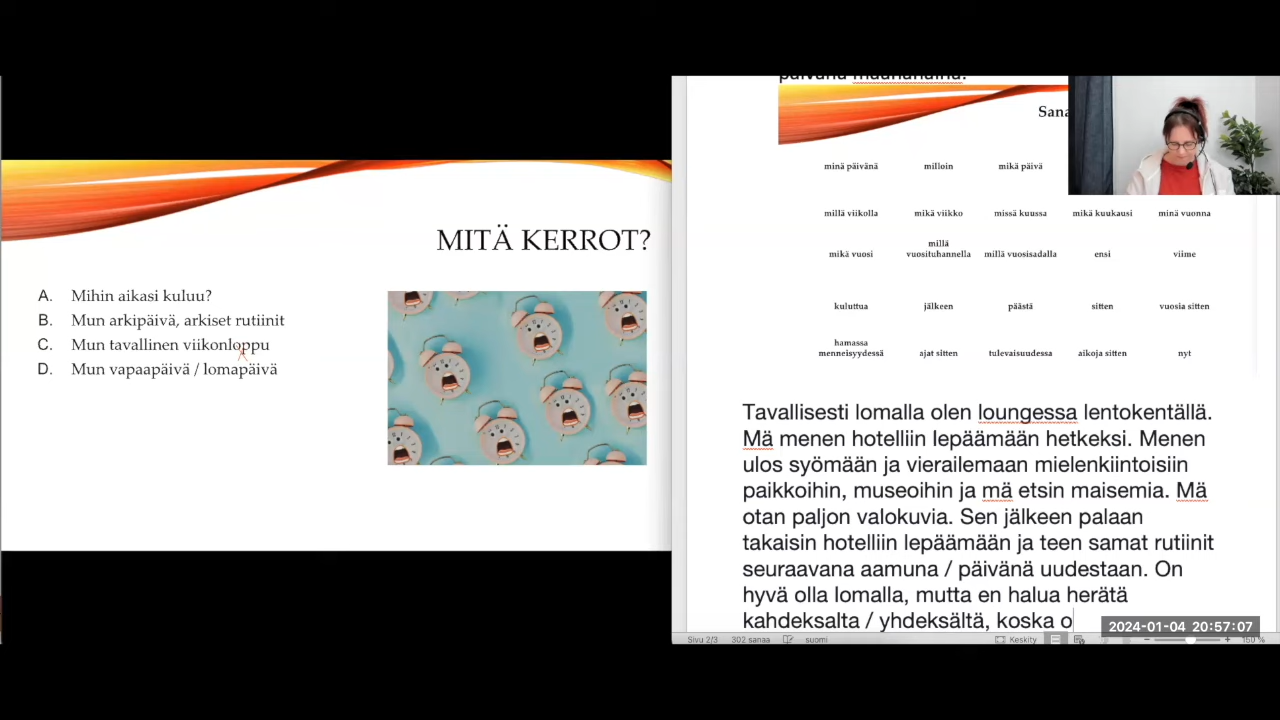 MITÄ KERROT?
A. Mihin aikasi kuluu?
B. Mun arkipäivä, arkiset rutiinit
C. Mun tavallinen viikonloppu
D. Mun vapaapäivä / lomapäivä
Sana
minä päivänä milloin mikä päivä
millä viikolla mikä viikko missä kuussa mikä kuukausi minä vuonna
mikä vuosi millä vuosituhannella millä vuosisadalla ensi viime
kuluttua jälkeen päästä sitten vuosia sitten
hamassa menneisyydessä ajat sitten tulevaisuudessa aikoja sitten nyt
Tavallisesti lomalla olen loungessa lentokentällä.
Mä menen hotelliin lepäämään hetkeksi. Menen
ulos syömään ja vierailemaan mielenkiintoisiin
paikkoihin, museoihin ja mä etsin maisemia. Mä
otan paljon valokuvia. Sen jälkeen palaan
takaisin hotelliin lepäämään ja teen samat rutiinit
seuraavana aamuna / päivänä uudestaan. On
hyvä olla lomalla, mutta en halua herätä
kahdeksalta / yhdeksältä, koska o
2024-01-04 20:57:07
Sivu 2/3 302 sanaa suomi Keskity 150 %